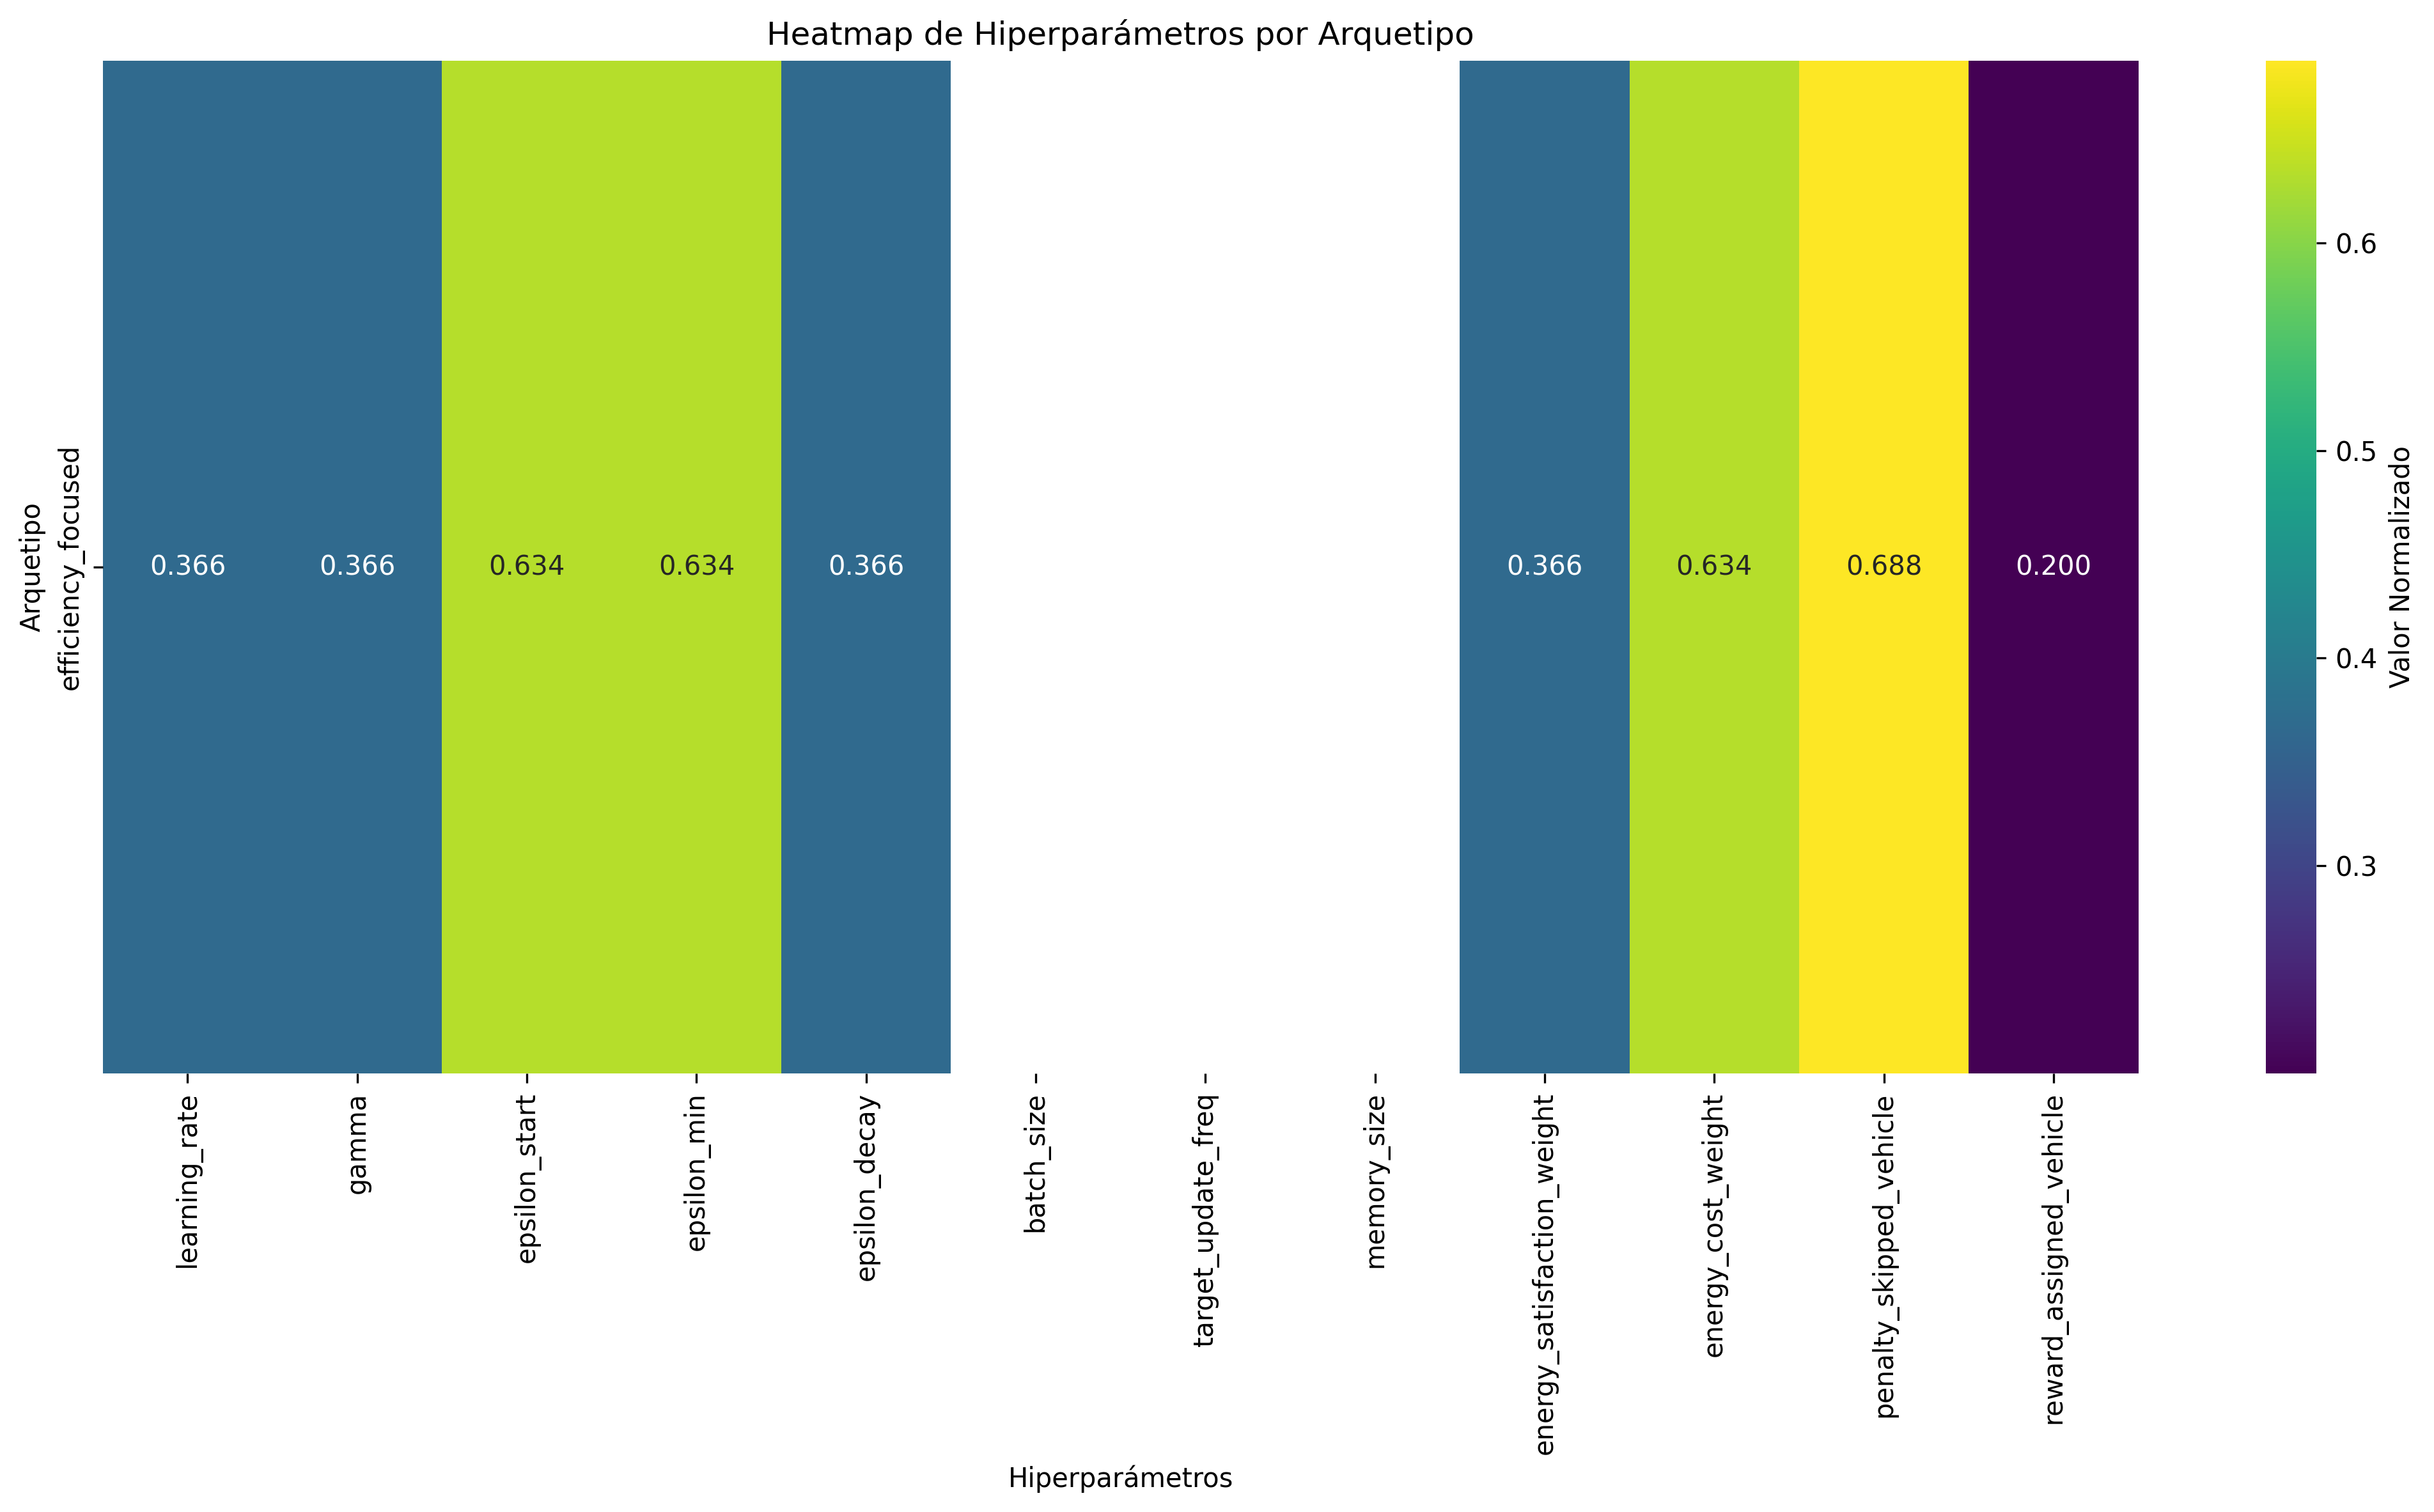 Heatmap de Hiperparámetros por Arquetipo
Arquetipo
efficiency_focused
0.366
0.366
0.634
0.634
0.366
0.366
0.634
0.688
0.200
learning_rate
gamma
epsilon_start
epsilon_min
epsilon_decay
batch_size
target_update_freq
memory_size
energy_satisfaction_weight
energy_cost_weight
penalty_skipped_vehicle
reward_assigned_vehicle
Hiperparámetros
0.6
0.5
0.4
0.3
Valor Normalizado